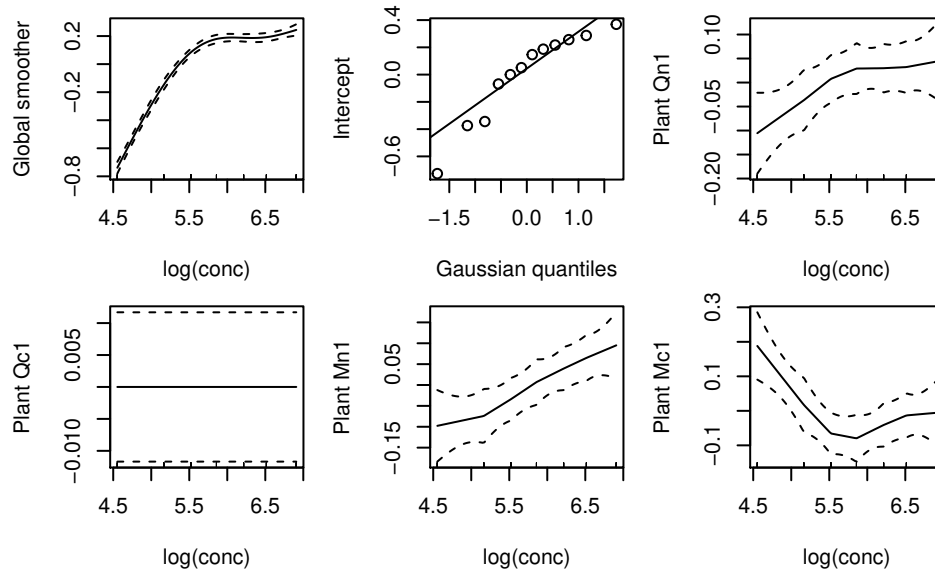 Global smoother
−0.8
−0.2
0.2
4.5
5.5
6.5
log(conc)
Intercept
−0.6
0.0
0.4
−1.5
0.0
1.0
Gaussian quantiles
Plant Qn1
−0.20
−0.05
0.10
4.5
5.5
6.5
log(conc)
Plant Qc1
−0.010
0.005
4.5
5.5
6.5
log(conc)
Plant Mn1
−0.15
0.05
4.5
5.5
6.5
log(conc)
Plant Mc1
−0.1
0.1
0.3
4.5
5.5
6.5
log(conc)